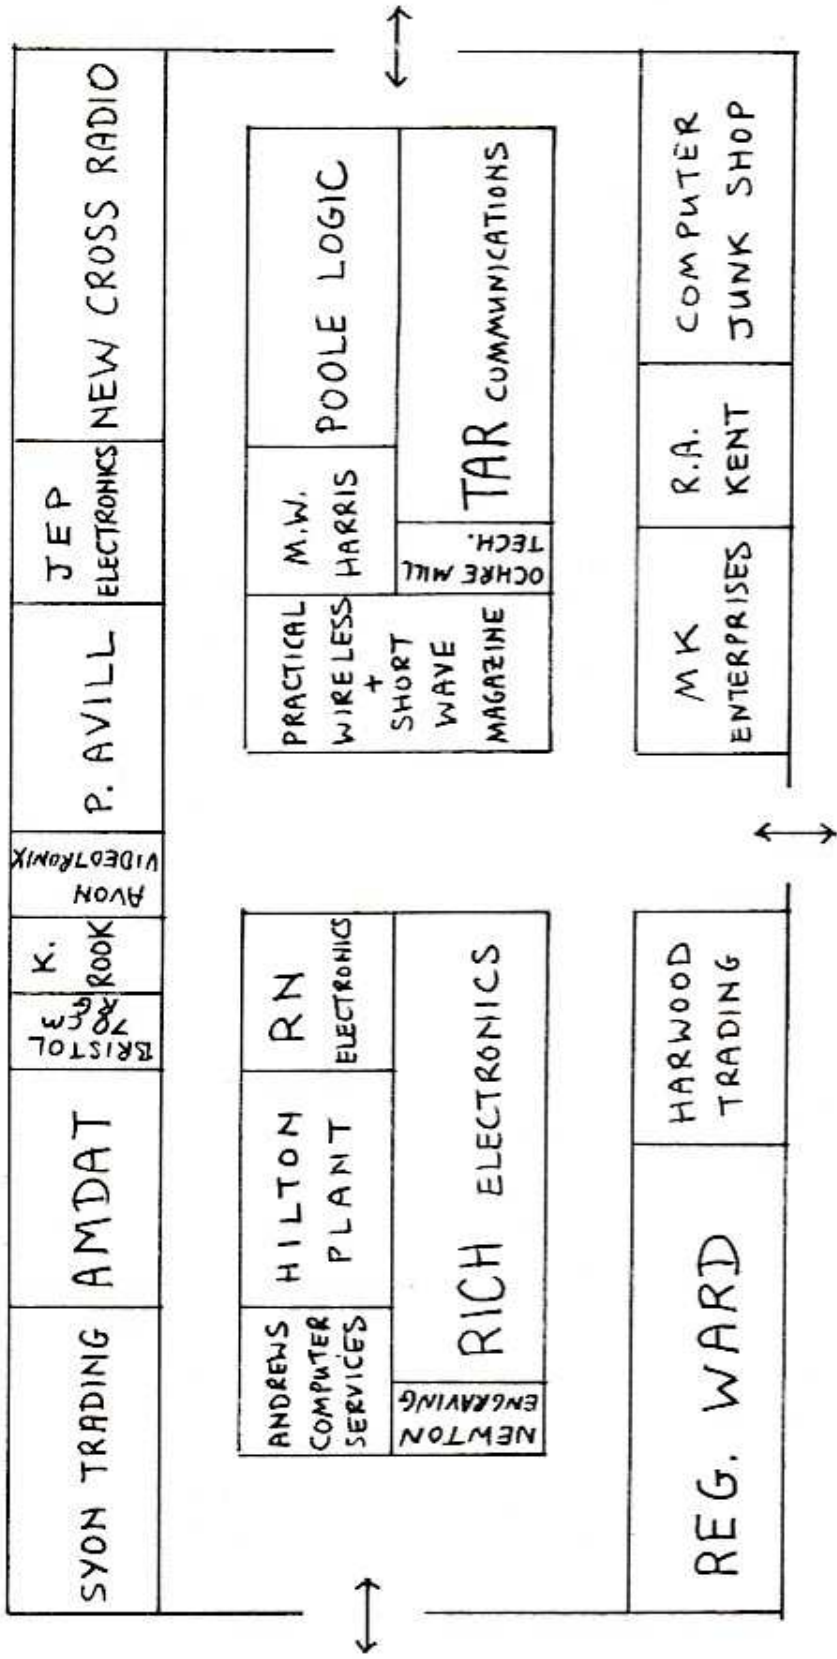 SYON TRADING
AMDAT
BRISTOL
70CM
RG
K.
ROOK
AVON
VIDEOTRONIX
P. AVILL
JEP
ELECTRONICS
NEW CROSS RADIO
ANDREWS
COMPUTER
SERVICES
HILTON
PLANT
RN
ELECTRONICS
NEWTON
ENGRAVING
RICH ELECTRONICS
PRACTICAL
WIRELESS
+
SHORT
WAVE
MAGAZINE
M.W.
HARRIS
POOLE LOGIC
OCHRE MILL
TECH.
TAR COMMUNICATIONS
REG. WARD
HARWOOD
TRADING
MK
ENTERPRISES
R.A.
KENT
COMPUTER
JUNK SHOP